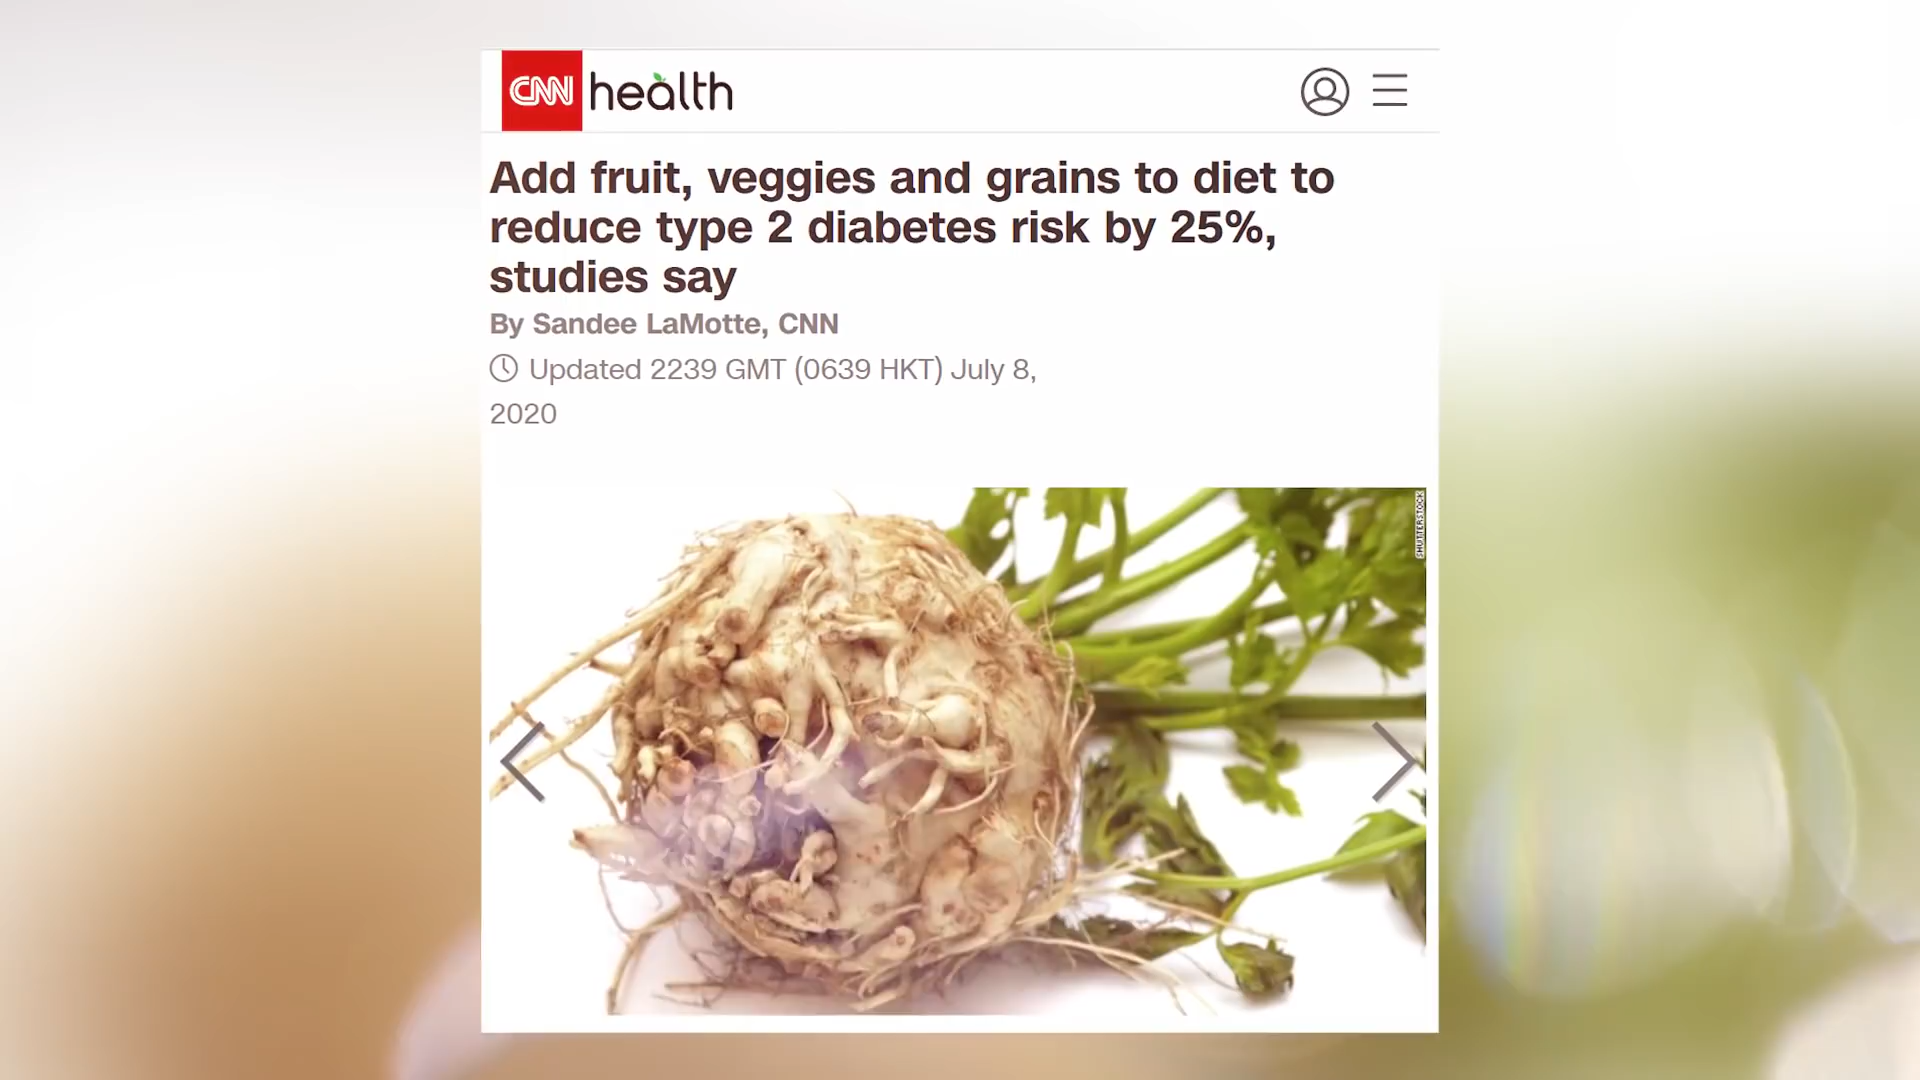 CNN health
Add fruit, veggies and grains to diet to
reduce type 2 diabetes risk by 25%,
studies say
By Sandee LaMotte, CNN
Updated 2239 GMT (0639 HKT) July 8,
2020
SHUTTERSTOCK